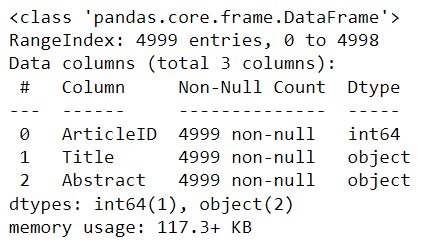 <class 'pandas.core.frame.DataFrame'>
RangeIndex: 4999 entries, 0 to 4998
Data columns (total 3 columns):
 #   Column     Non-Null Count  Dtype
---  ------     --------------  -----
 0   ArticleID  4999 non-null   int64
 1   Title      4999 non-null   object
 2   Abstract   4999 non-null   object
dtypes: int64(1), object(2)
memory usage: 117.3+ KB